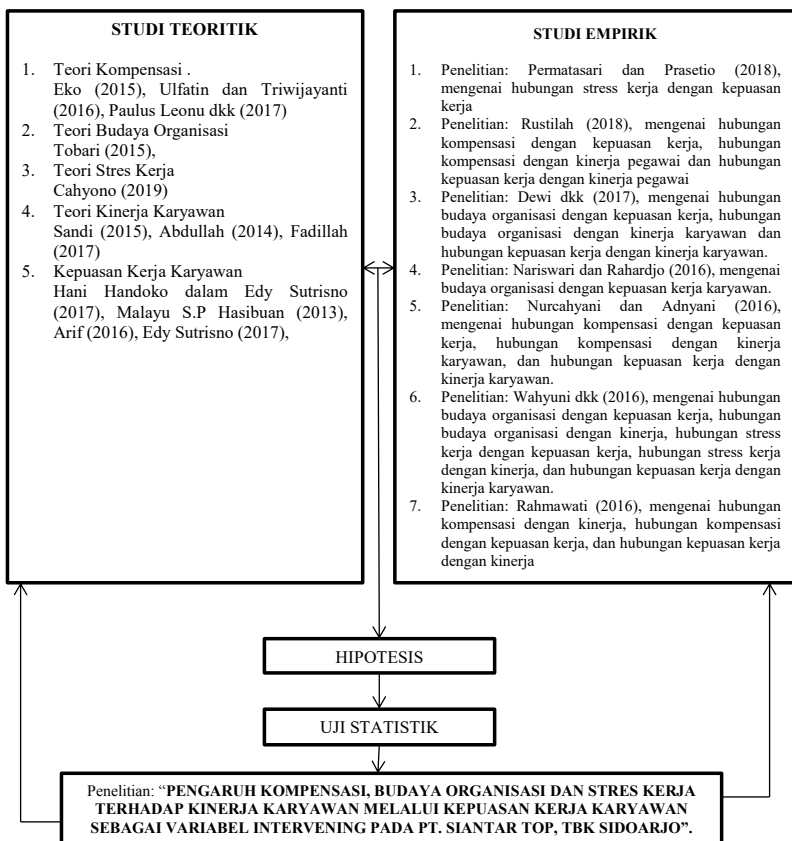 STUDI TEORITIK
1. Teori Kompensasi .
Eko (2015), Ulfatin dan Triwijayanti
(2016), Paulus Leonu dkk (2017)
2. Teori Budaya Organisasi
Tobari (2015),
3. Teori Stres Kerja
Cahyono (2019)
4. Teori Kinerja Karyawan
Sandi (2015), Abdullah (2014), Fadillah
(2017)
5. Kepuasan Kerja Karyawan
Hani Handoko dalam Edy Sutrisno
(2017), Malayu S.P Hasibuan (2013),
Arif (2016), Edy Sutrisno (2017),
STUDI EMPIRIK
1. Penelitian: Permatasari dan Prasetio (2018),
mengenai hubungan stress kerja dengan kepuasan
kerja
2. Penelitian: Rustilah (2018), mengenai hubungan
kompensasi dengan kepuasan kerja, hubungan
kompensasi dengan kinerja pegawai dan hubungan
kepuasan kerja dengan kinerja pegawai
3. Penelitian: Dewi dkk (2017), mengenai hubungan
budaya organisasi dengan kepuasan kerja, hubungan
budaya organisasi dengan kinerja karyawan dan
hubungan kepuasan kerja dengan kinerja karyawan.
4. Penelitian: Nariswari dan Rahardjo (2016), mengenai
budaya organisasi dengan kepuasan kerja karyawan.
5. Penelitian: Nurcahyani dan Adnyani (2016),
mengenai hubungan kompensasi dengan kepuasan
kerja, hubungan kompensasi dengan kinerja
karyawan, dan hubungan kepuasan kerja dengan
kinerja karyawan.
6. Penelitian: Wahyuni dkk (2016), mengenai hubungan
budaya organisasi dengan kepuasan kerja, hubungan
budaya organisasi dengan kinerja, hubungan stress
kerja dengan kepuasan kerja, hubungan stress kerja
dengan kinerja, dan hubungan kepuasan kerja dengan
kinerja karyawan.
7. Penelitian: Rahmawati (2016), mengenai hubungan
kompensasi dengan kinerja, hubungan kompensasi
dengan kepuasan kerja, dan hubungan kepuasan kerja
dengan kinerja
HIPOTESIS
UJI STATISTIK
Penelitian: “PENGARUH KOMPENSASI, BUDAYA ORGANISASI DAN STRES KERJA
TERHADAP KINERJA KARYAWAN MELALUI KEPUASAN KERJA KARYAWAN
SEBAGAI VARIABEL INTERVENING PADA PT. SIANTAR TOP, TBK SIDOARJO”.